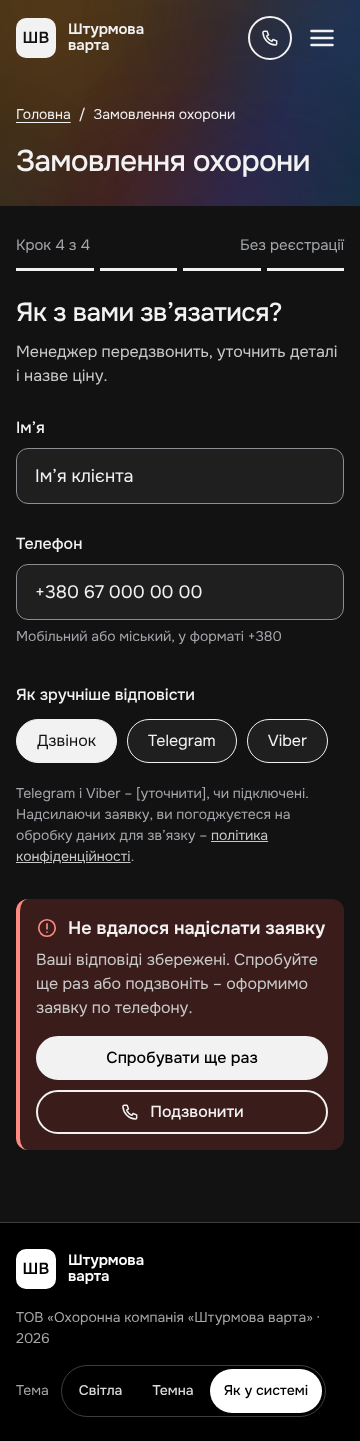 ШВ
Штурмова
варта
Головна / Замовлення охорони
Замовлення охорони
Крок 4 з 4
Без реєстрації
Як з вами зв’язатися?
Менеджер передзвонить, уточнить деталі
і назве ціну.
Ім’я
Ім’я клієнта
Телефон
+380 67 000 00 00
Мобільний або міський, у форматі +380
Як зручніше відповісти
Дзвінок
Telegram
Viber
Telegram і Viber – [уточнити], чи підключені.
Надсилаючи заявку, ви погоджуєтеся на
обробку даних для зв’язку – політика
конфіденційності.
Не вдалося надіслати заявку
Ваші відповіді збережені. Спробуйте
ще раз або подзвоніть – оформимо
заявку по телефону.
Спробувати ще раз
Подзвонити
ШВ
Штурмова
варта
ТОВ «Охоронна компанія «Штурмова варта» ·
2026
Тема
Світла
Темна
Як у системі